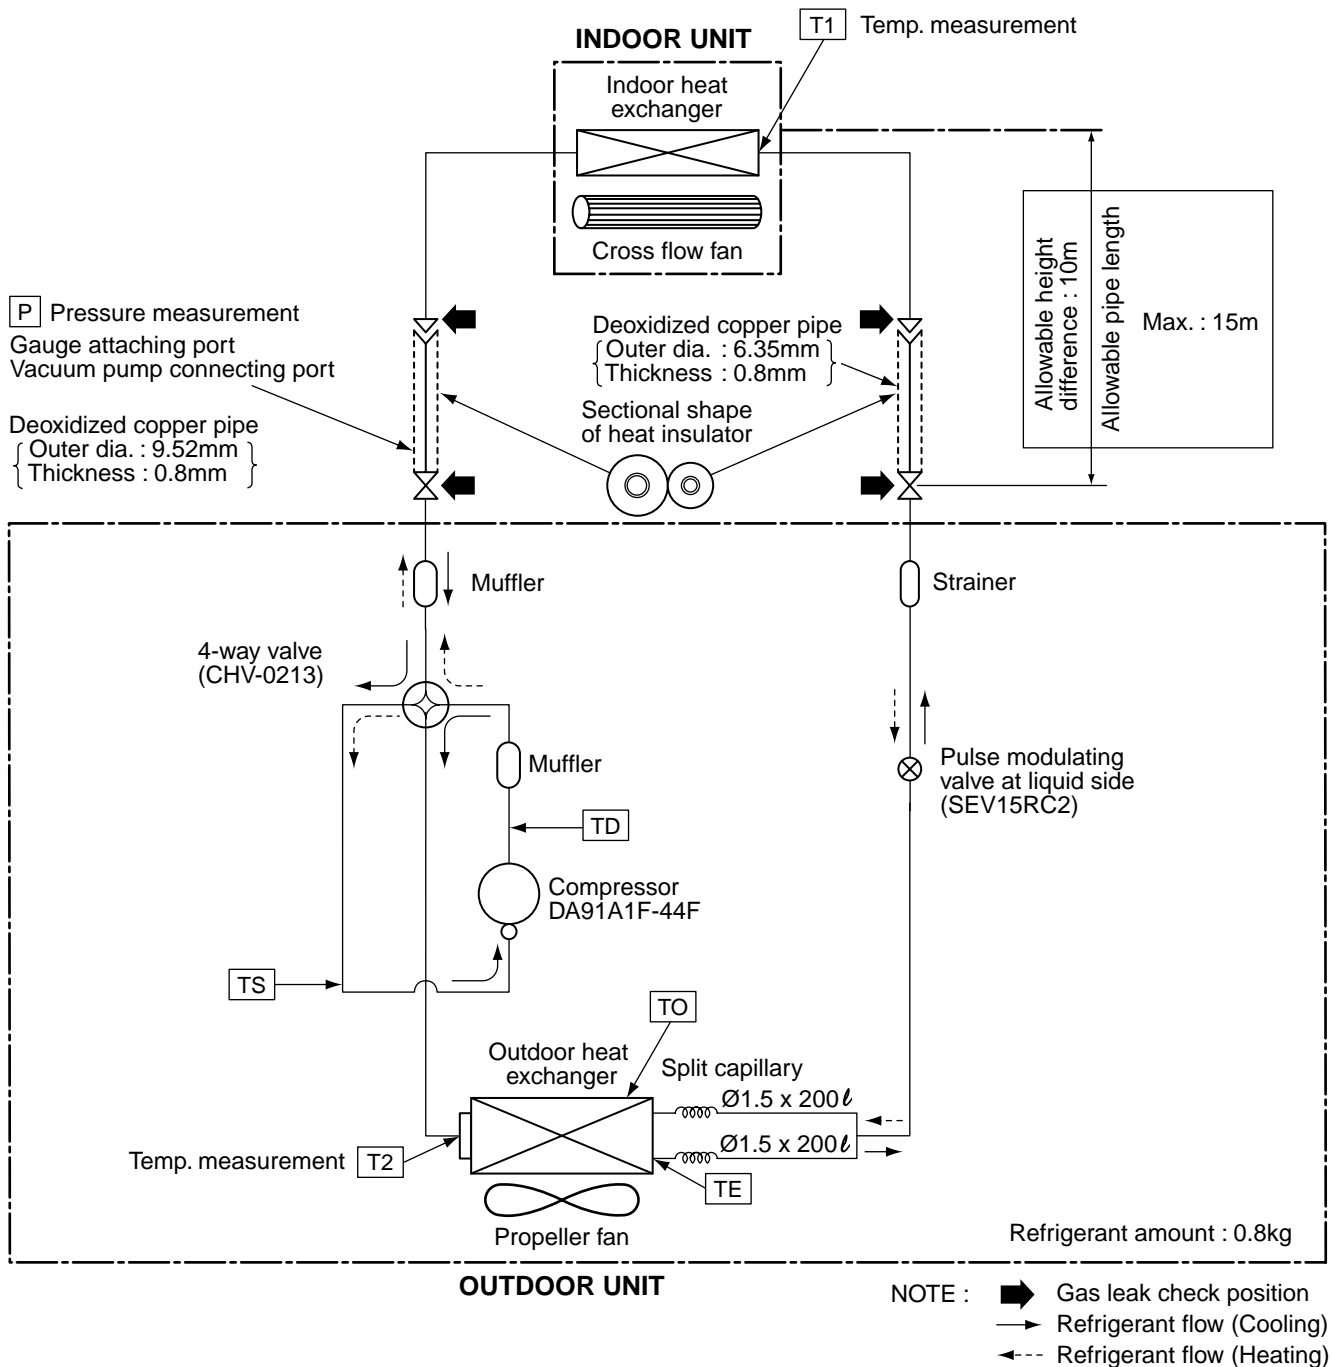 T1 Temp. measurement
INDOOR UNIT
Indoor heat
exchanger
Cross flow fan
Allowable height
difference : 10m
Allowable pipe length
Max. : 15m
P Pressure measurement
Gauge attaching port
Vacuum pump connecting port
Deoxidized copper pipe
Outer dia. : 9.52mm
Thickness : 0.8mm
Deoxidized copper pipe
Outer dia. : 6.35mm
Thickness : 0.8mm
Sectional shape
of heat insulator
Muffler
Strainer
4-way valve
(CHV-0213)
Muffler
Pulse modulating
valve at liquid side
(SEV15RC2)
TD
Compressor
DA91A1F-44F
TS
TO
Outdoor heat
exchanger
Split capillary
Ø1.5 x 200ℓ
Ø1.5 x 200ℓ
Temp. measurement T2
TE
Propeller fan
Refrigerant amount : 0.8kg
OUTDOOR UNIT
NOTE :
Gas leak check position
Refrigerant flow (Cooling)
Refrigerant flow (Heating)